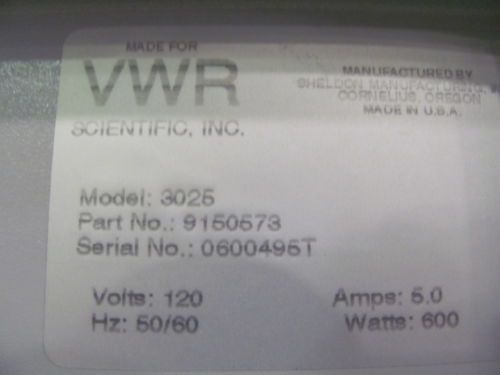 MADE FOR
VWR
SCIENTIFIC, INC.
MANUFACTURED BY
SHELDON MANUFACTURING,
CORNELIUS, OREGON
MADE IN U.S.A.
Model: 3025
Part No.: 9150573
Serial No.: 0600495T
Volts: 120
Amps: 5.0
Hz: 50/60
Watts: 600